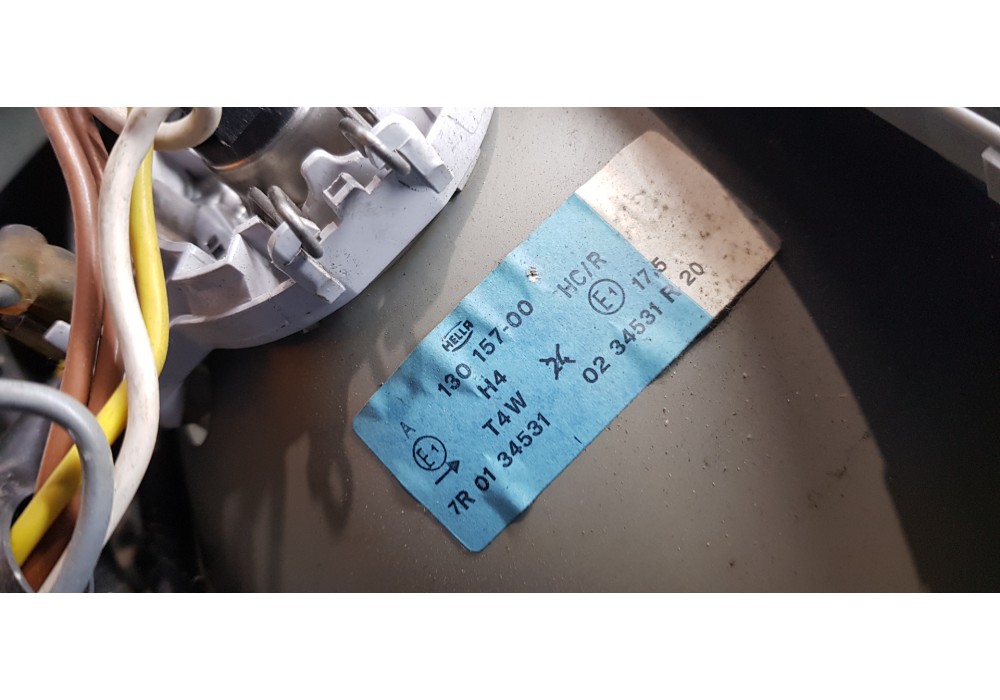 HELLA
130 157-00
H4
T4W
A
E1
7R 01 34531
HC/R
E1
17.5
02 34531 R 20